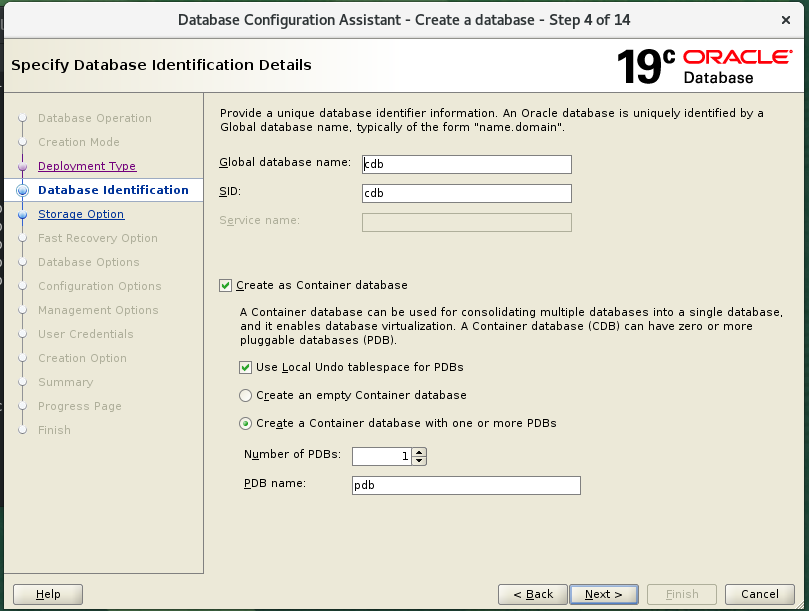 Database Configuration Assistant - Create a database - Step 4 of 14
×
Specify Database Identification Details
19c ORACLE
Database
Database Operation
Creation Mode
Deployment Type
Database Identification
Storage Option
Fast Recovery Option
Database Options
Configuration Options
Management Options
User Credentials
Creation Option
Summary
Progress Page
Finish
Provide a unique database identifier information. An Oracle database is uniquely identified by a
Global database name, typically of the form "name.domain".
Global database name: cdb
SID: cdb
Service name:
Create as Container database
A Container database can be used for consolidating multiple databases into a single database,
and it enables database virtualization. A Container database (CDB) can have zero or more
pluggable databases (PDB).
Use Local Undo tablespace for PDBs
Create an empty Container database
Create a Container database with one or more PDBs
Number of PDBs: 1
PDB name: pdb
Help
< Back
Next >
Finish
Cancel